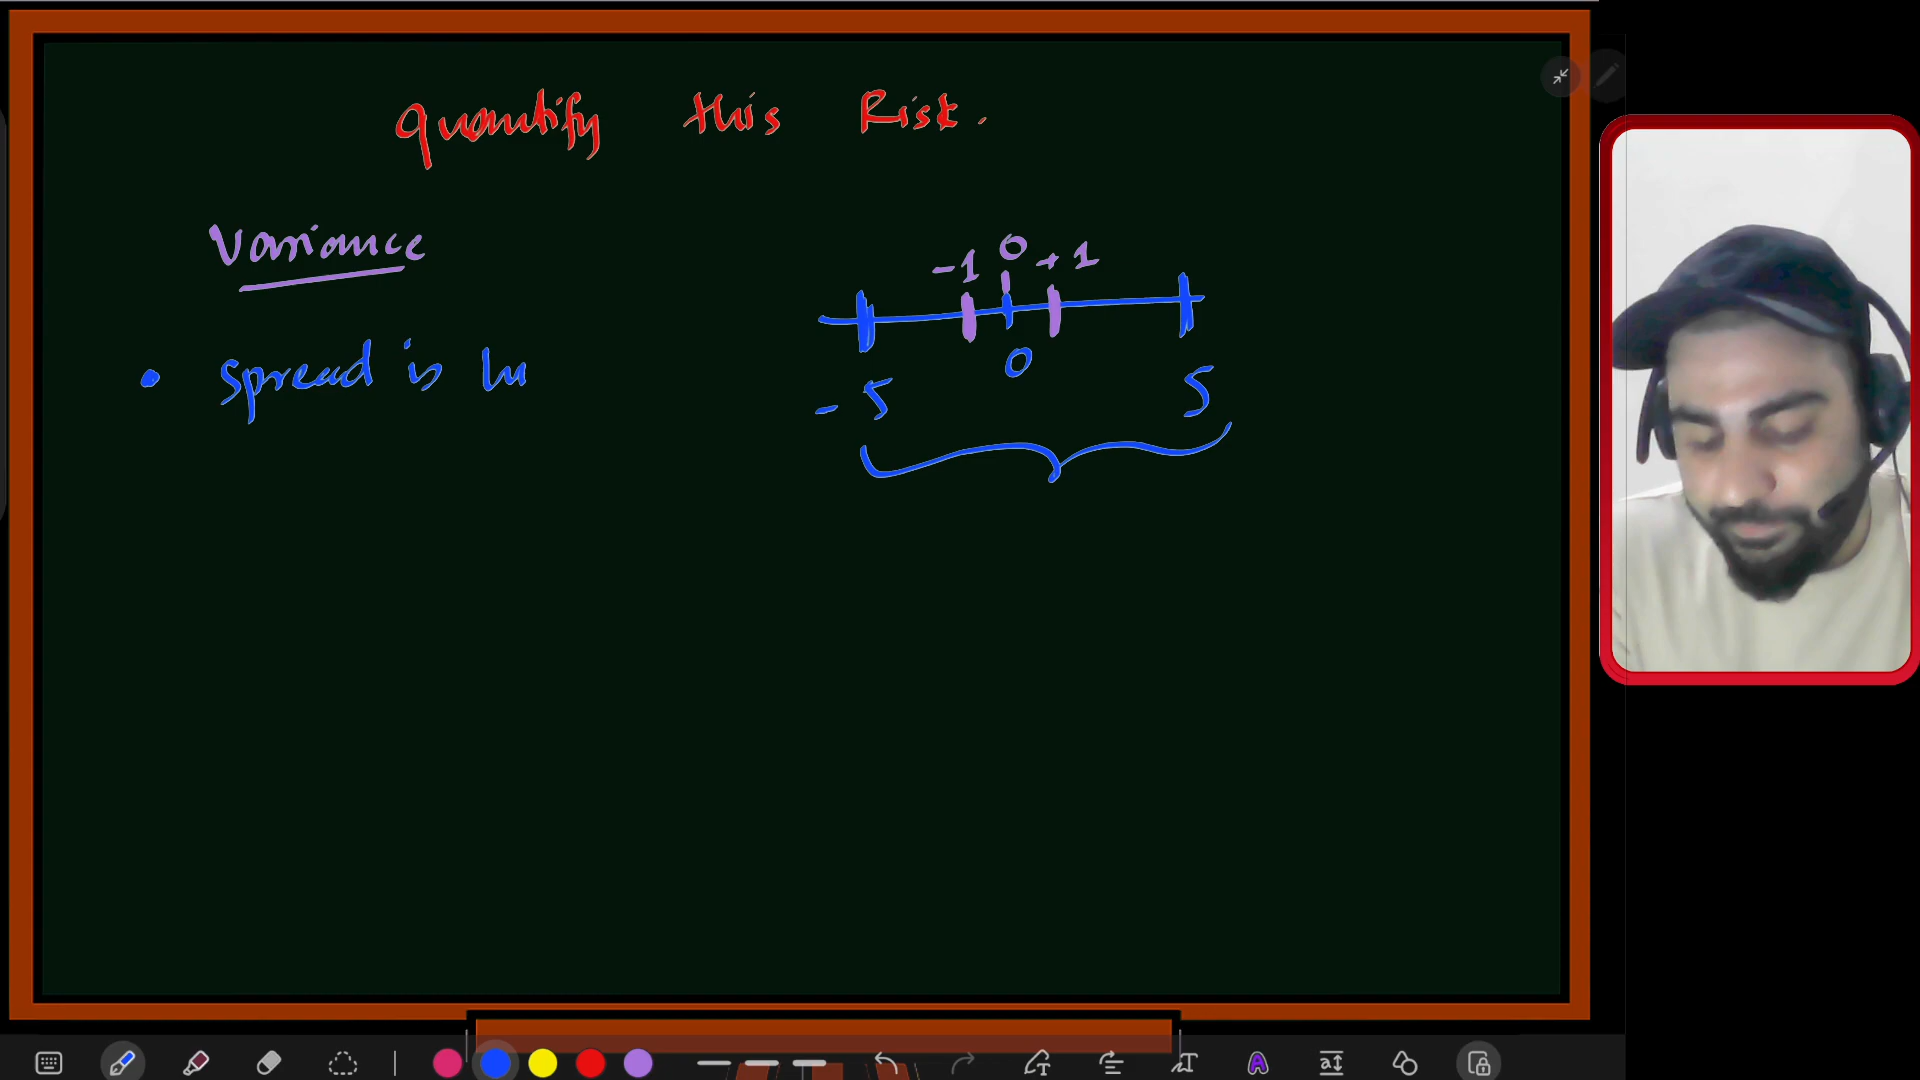 Quantify this Risk.
Variance
-1 0 +1
• Spread is
0
- 5 5